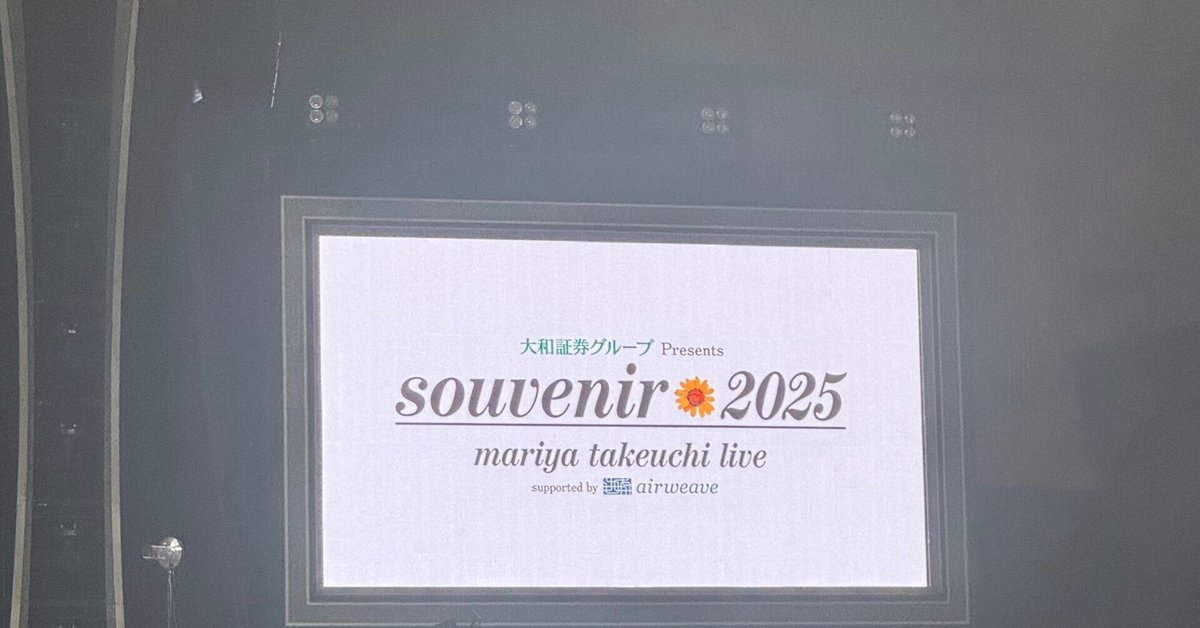 大和証券グループ Presents
souvenir 2025
mariya takeuchi live
supported by airweave